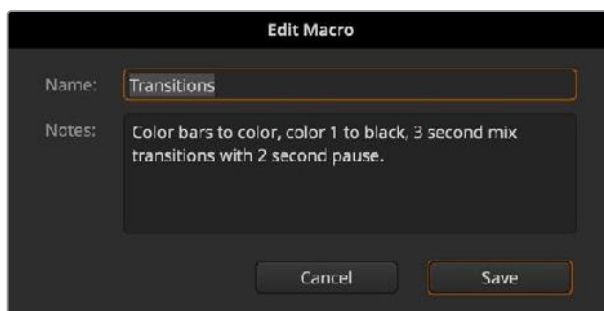 Edit Macro
Name: Transitions
Notes: Color bars to color, color 1 to black, 3 second mix
transitions with 2 second pause.
Cancel Save